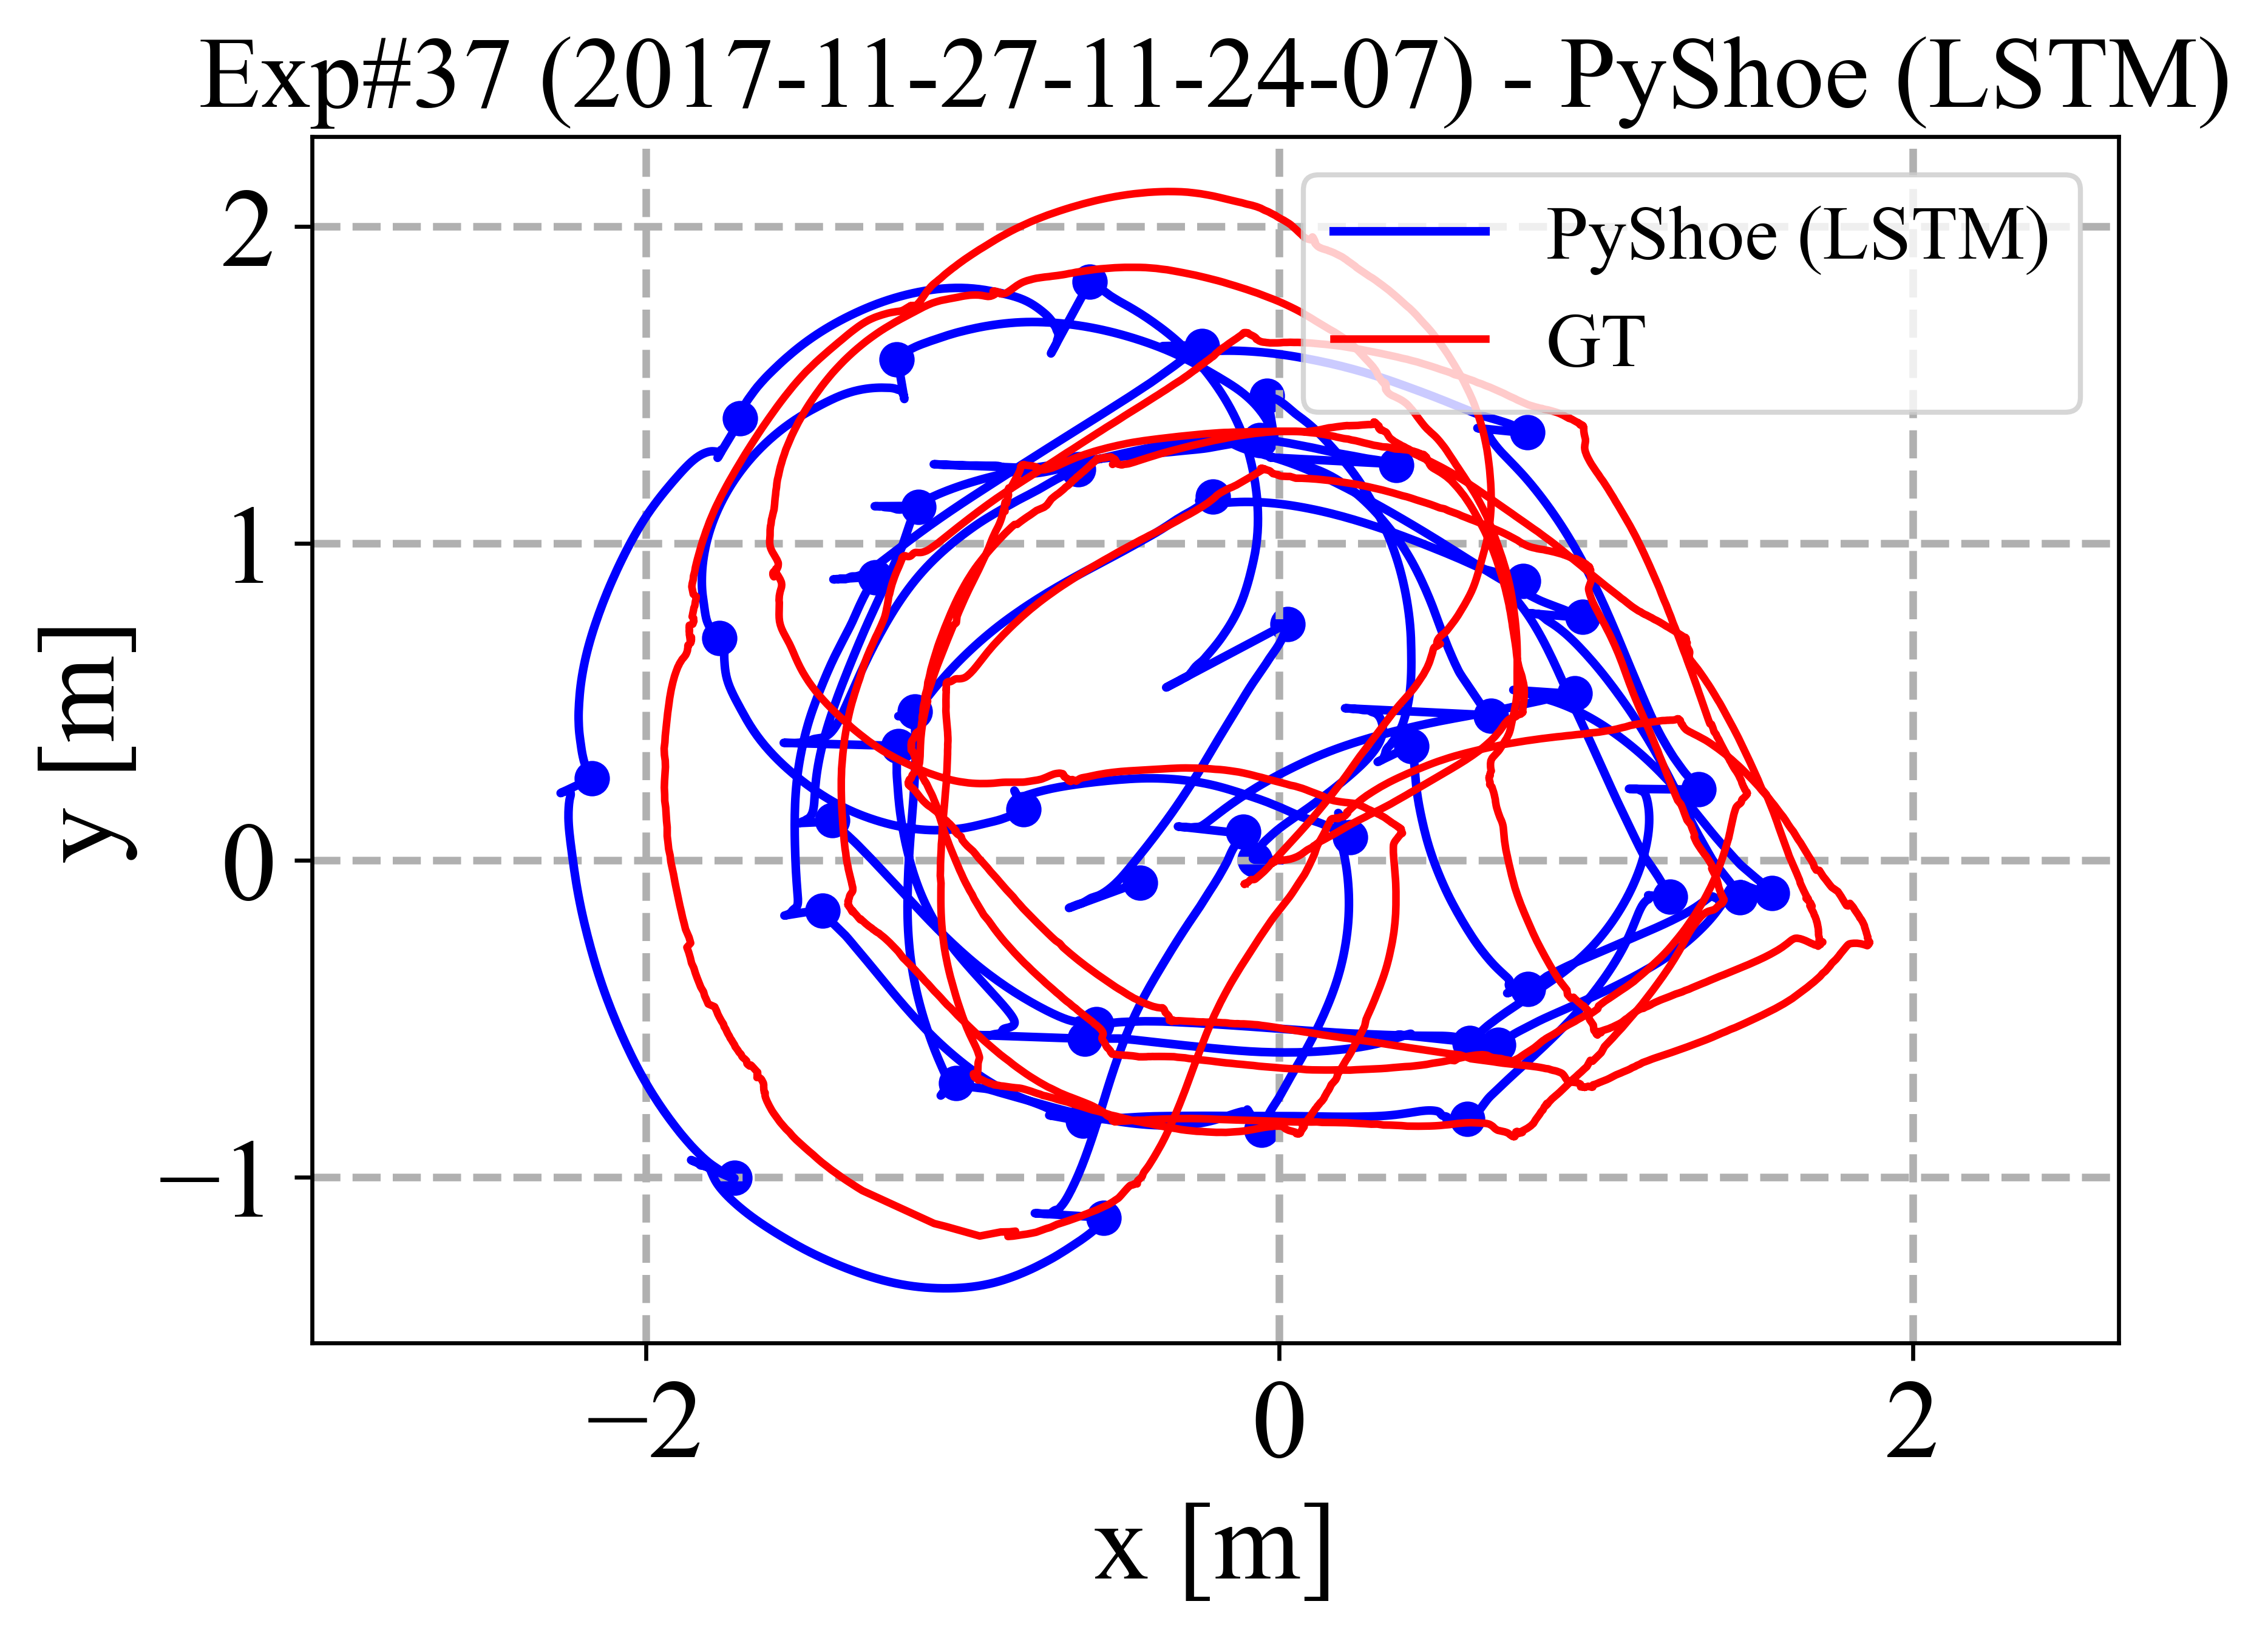 Exp#37 (2017-11-27-11-24-07) - PyShoe (LSTM)
PyShoe (LSTM)
GT
2
1
0
−1
y [m]
−2
0
2
x [m]